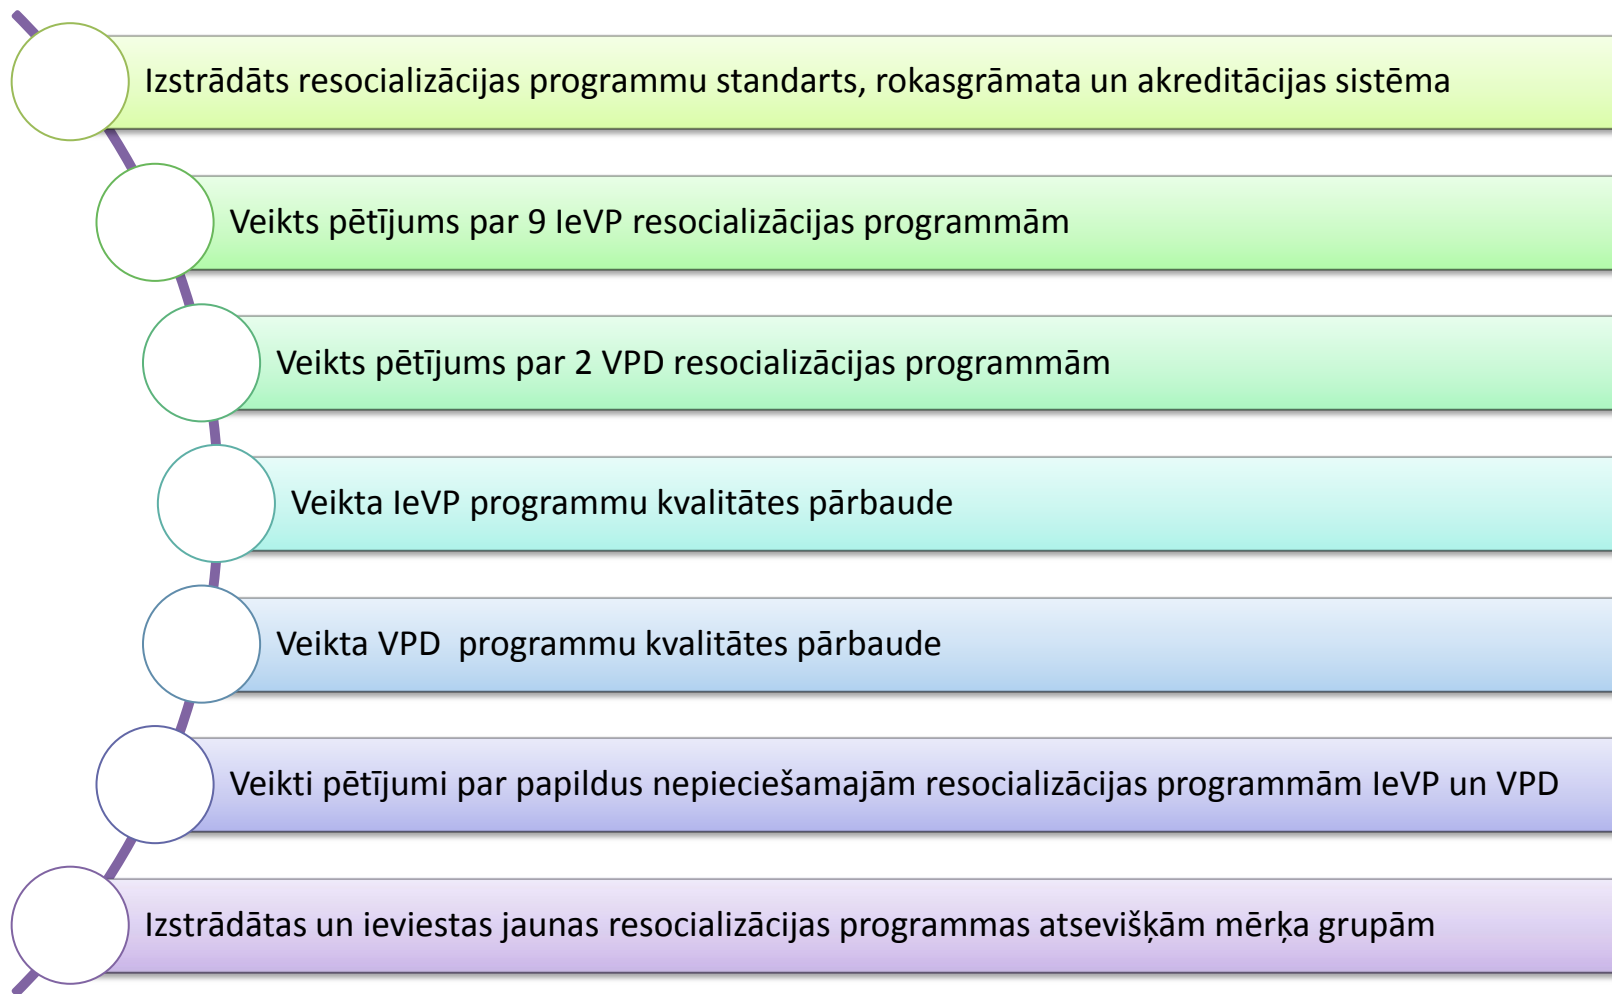 Izstrādāts resocializācijas programmu standarts, rokasgrāmata un akreditācijas sistēma
Veikts pētījums par 9 IeVP resocializācijas programmām
Veikts pētījums par 2 VPD resocializācijas programmām
Veikta IeVP programmu kvalitātes pārbaude
Veikta VPD  programmu kvalitātes pārbaude
Veikti pētījumi par papildus nepieciešamajām resocializācijas programmām IeVP un VPD
Izstrādātas un ieviestas jaunas resocializācijas programmas atsevišķām mērķa grupām